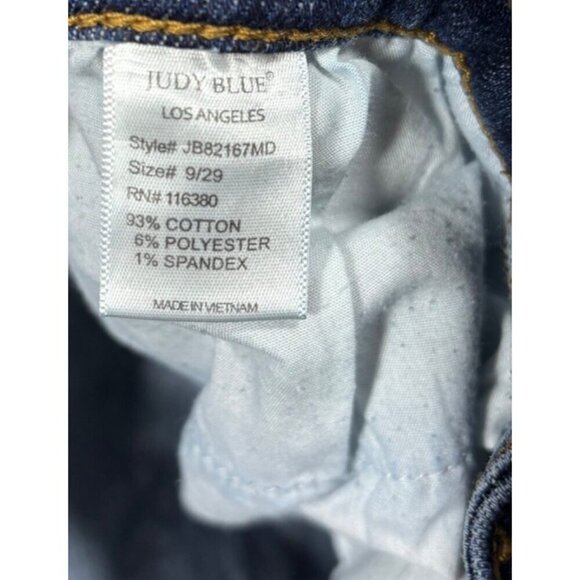 JUDY BLUE®
LOS ANGELES
Style# JB82167MD
Size# 9/29
RN# 116380
93% COTTON
6% POLYESTER
1% SPANDEX
MADE IN VIETNAM